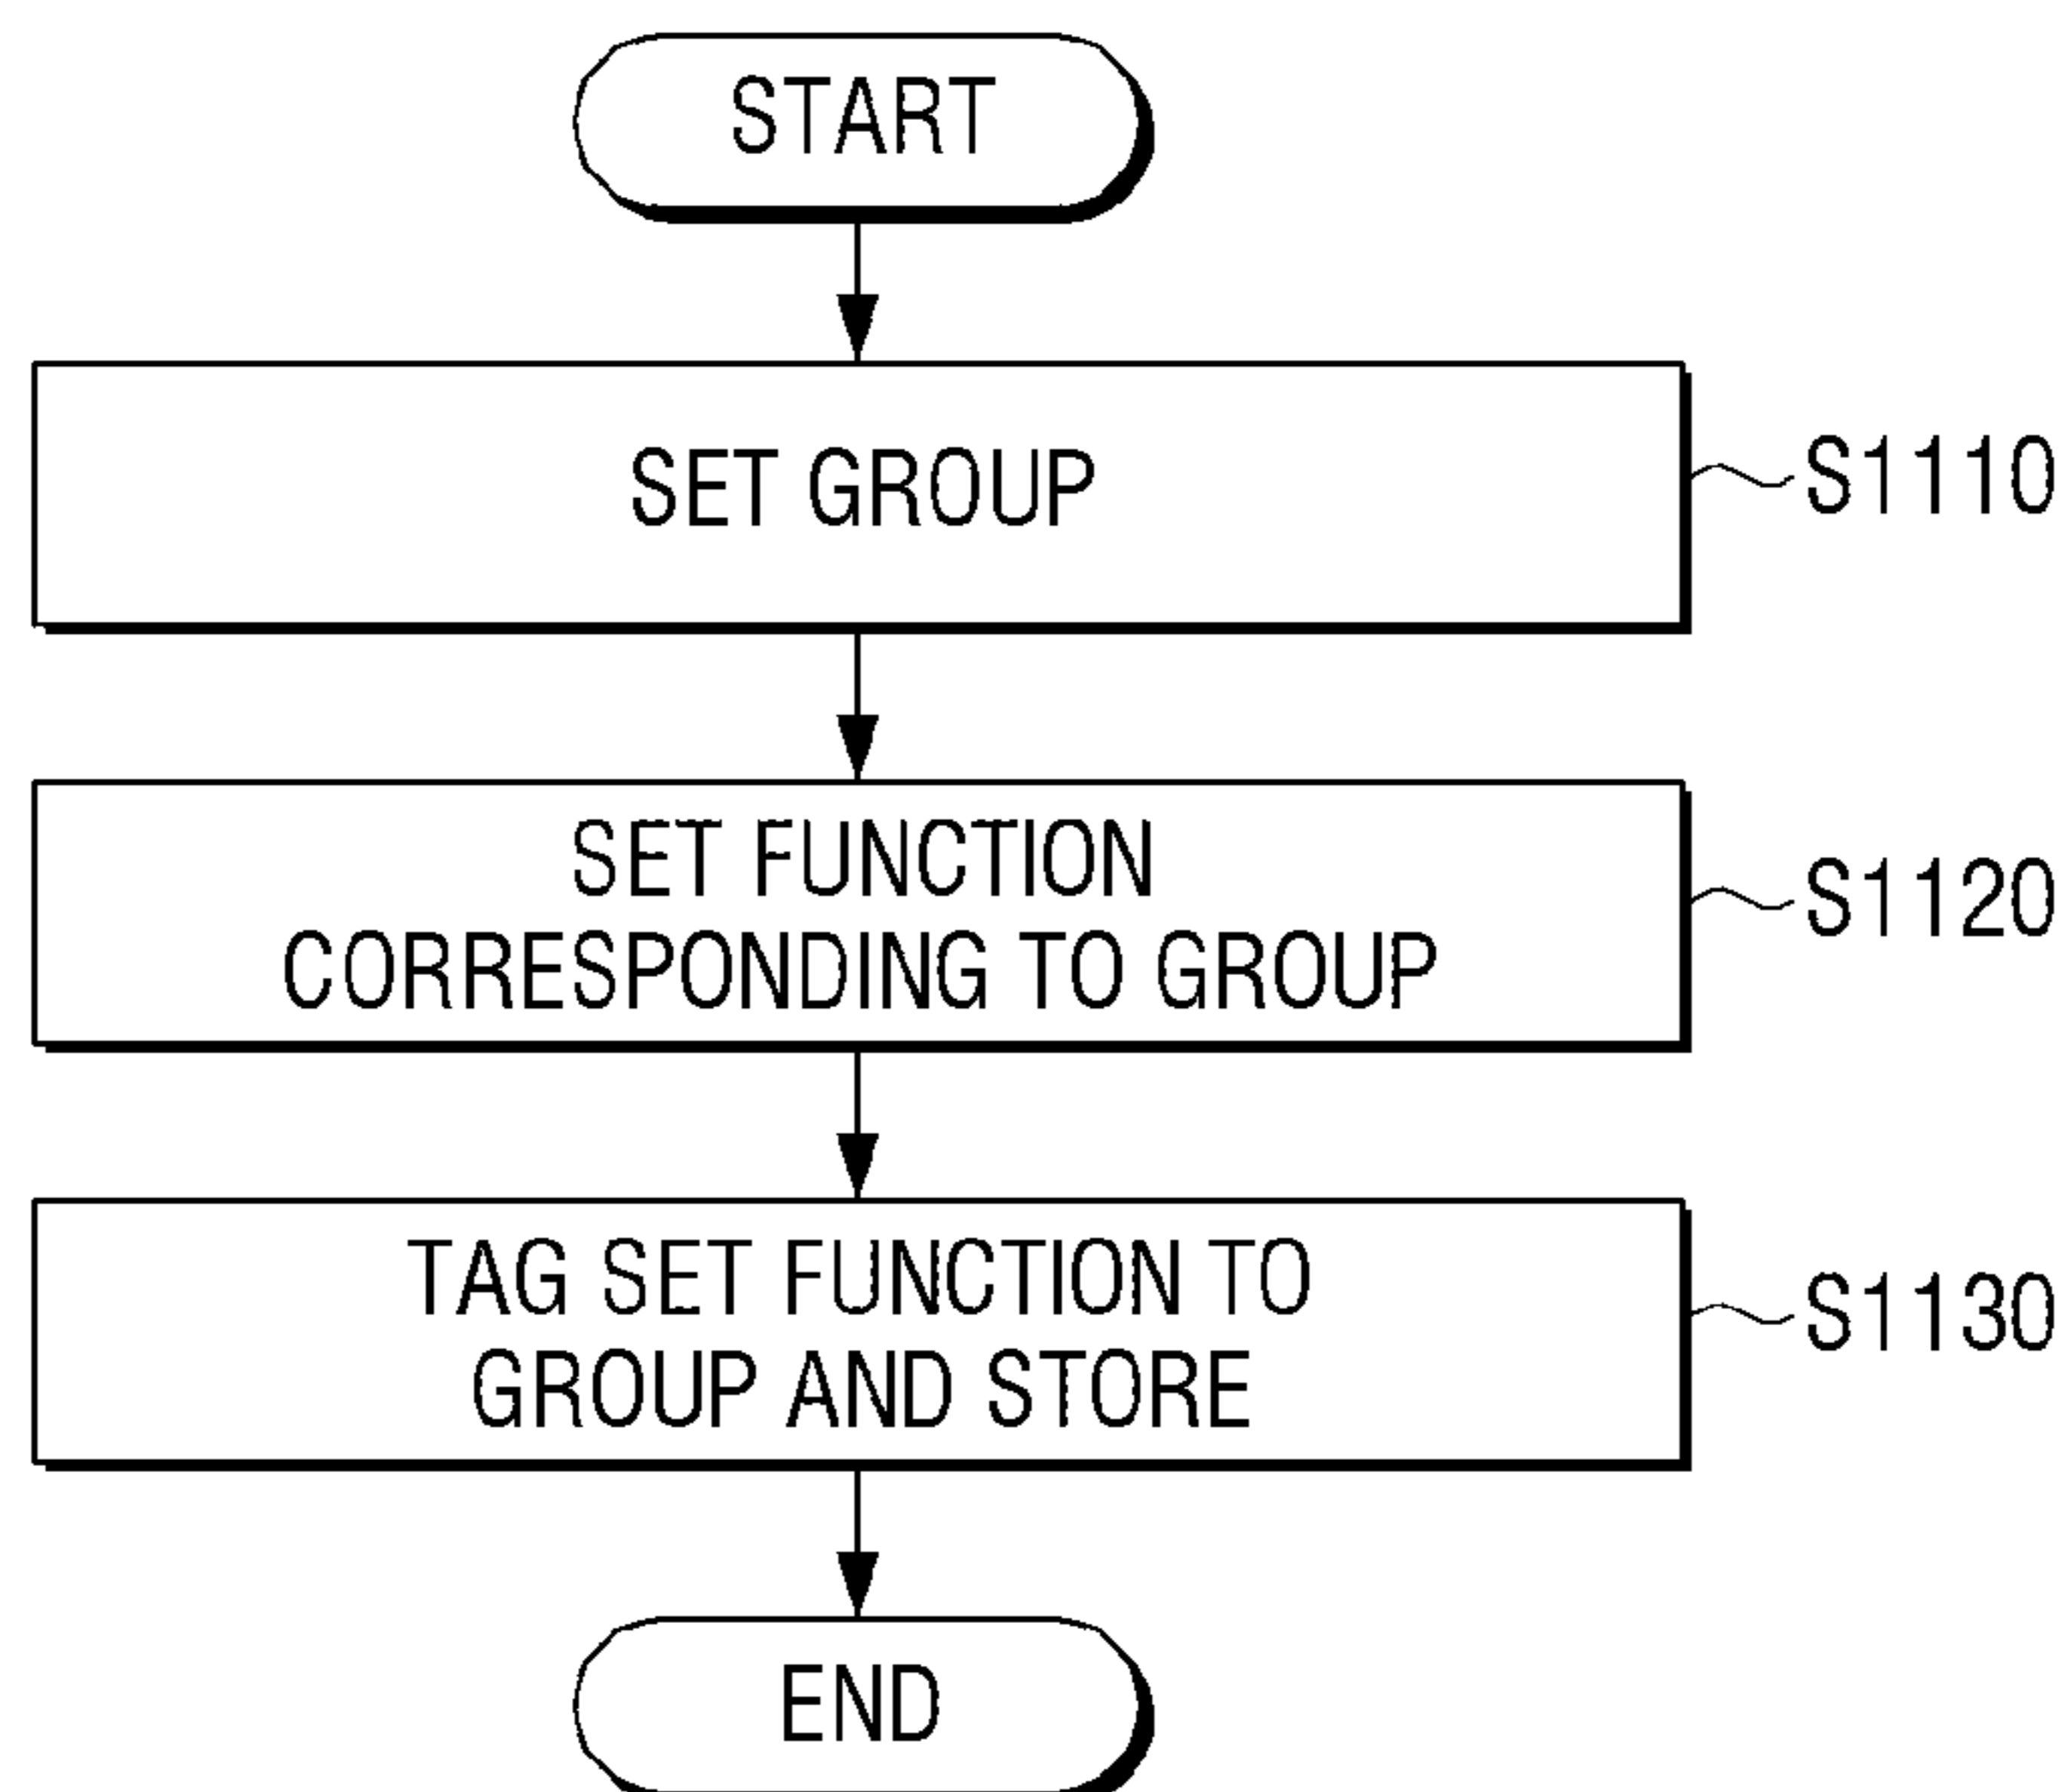 START
SET GROUP
S1110
SET FUNCTION
CORRESPONDING TO GROUP
S1120
TAG SET FUNCTION TO
GROUP AND STORE
S1130
END